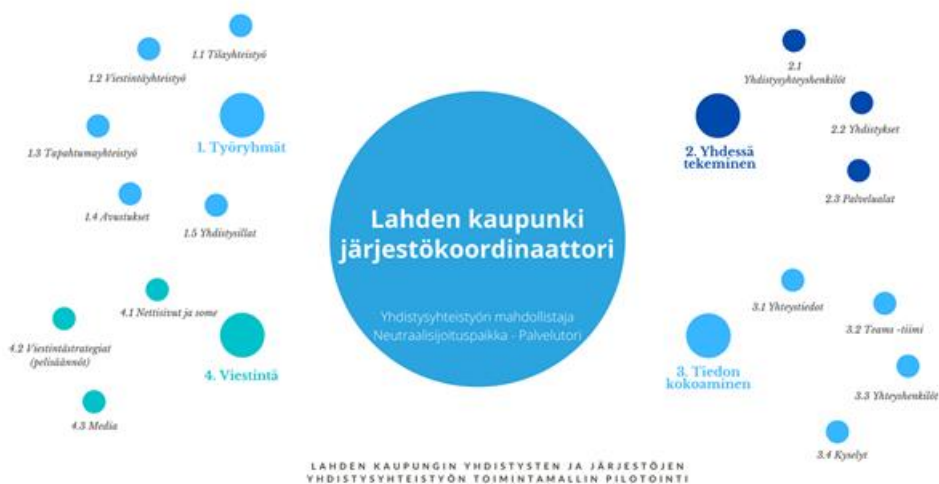 1.1 Tilayhteistyö
1.2 Viestintäyhteistyö
1. Työryhmät
1.3 Tapahtumayhteistyö
1.4 Avustukset
1.5 Yhdistysillat
2.1
Yhdistysyhteyshenkilöt
2.2 Yhdistykset
2. Yhdessä
tekeminen
2.3 Palvelualat
Lahden kaupunki
järjestökoordinaattori
Yhdistysyhteistyön mahdollistaja
Neutraalisijoituspaikka - Palvelutori
3.1 Yhteystiedot
3.2 Teams -tiimi
3. Tiedon
kokoaminen
3.3 Yhteyshenkilöt
3.4 Kyselyt
4.1 Nettisivut ja some
4.2 Viestintästrategiat
(pelisäännöt)
4. Viestintä
4.3 Media
LAHDEN KAUPUNGIN YHDISTYSTEN JA JÄRJESTÖJEN
YHDISTYSYHTEISTYÖN TOIMINTAMALLIN PILOTOINTI